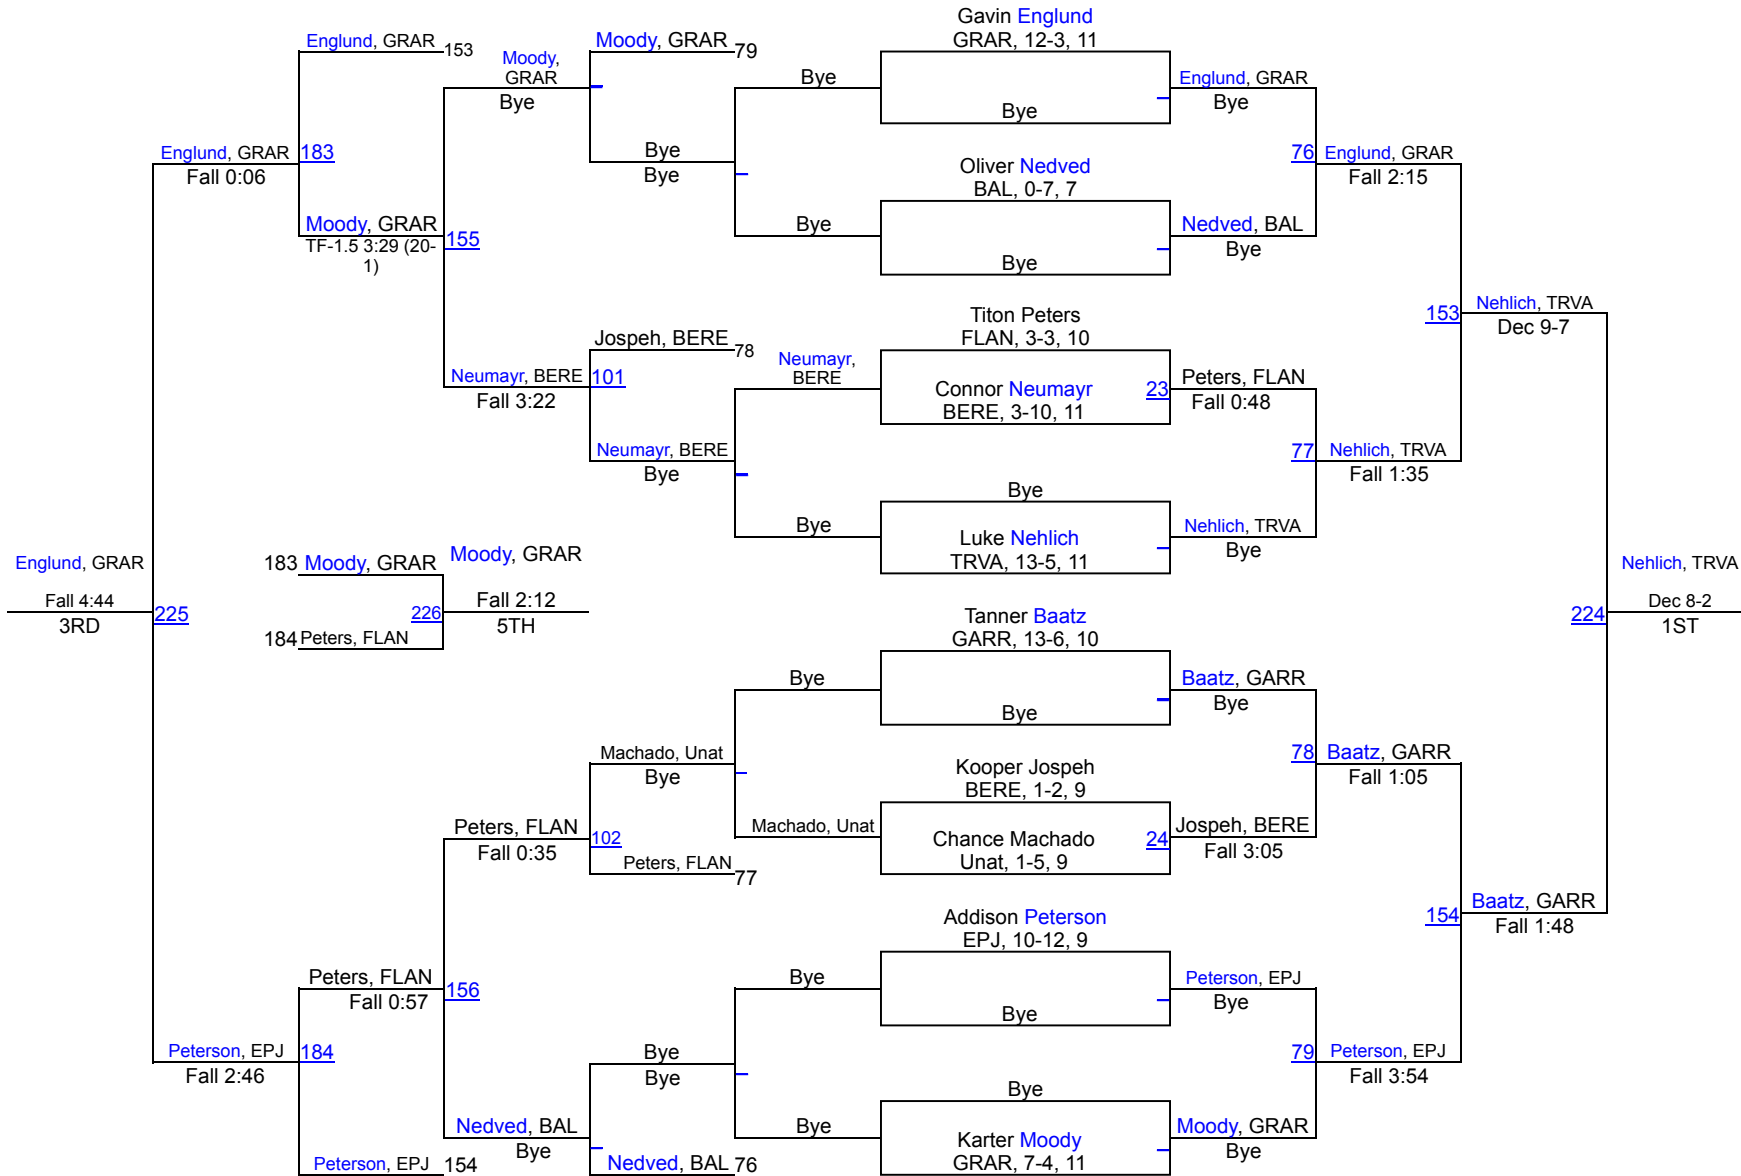 Gavin Englund
GRAR, 12-3, 11
Bye
Oliver Nedved
BAL, 0-7, 7
Bye
Titon Peters
FLAN, 3-3, 10
Connor Neumayr
BERE, 3-10, 11
23
Bye
Luke Nehlich
TRVA, 13-5, 11
Tanner Baatz
GARR, 13-6, 10
Bye
Kooper Jospeh
BERE, 1-2, 9
Chance Machado
Unat, 1-5, 9
24
Addison Peterson
EPJ, 10-12, 9
Bye
Bye
Karter Moody
GRAR, 7-4, 11
Englund, GRAR
Bye
76
Nedved, BAL
Bye
Peters, FLAN
Fall 0:48
77
Nehlich, TRVA
Bye
Baatz, GARR
Bye
78
Jospeh, BERE
Fall 3:05
Peterson, EPJ
Bye
79
Moody, GRAR
Bye
Englund, GRAR
Fall 2:15
153
Nehlich, TRVA
Fall 1:35
Baatz, GARR
Fall 1:05
154
Peterson, EPJ
Fall 3:54
Nehlich, TRVA
Dec 9-7
224
Baatz, GARR
Fall 1:48
Nehlich, TRVA
Dec 8-2
1ST
Bye
Bye
Neumayr,
BERE
Bye
Bye
Machado, Unat
Bye
Bye
Moody, GRAR
79
Bye
Bye
Jospeh, BERE
78
Neumayr, BERE
Bye
Machado, Unat
Bye
Peters, FLAN
77
Bye
Bye
Nedved, BAL
76
Moody,
GRAR
Bye
Neumayr, BERE
Fall 3:22
101
Peters, FLAN
Fall 0:35
102
Nedved, BAL
Bye
Englund, GRAR
153
Moody, GRAR
TF-1.5 3:29 (20-
1)
155
Peters, FLAN
Fall 0:57
156
Peterson, EPJ
154
Englund, GRAR
Fall 0:06
183
Peterson, EPJ
Fall 2:46
184
Englund, GRAR
Fall 4:44
3RD
225
183
Moody, GRAR
184
Peters, FLAN
226
Moody, GRAR
Fall 2:12
5TH